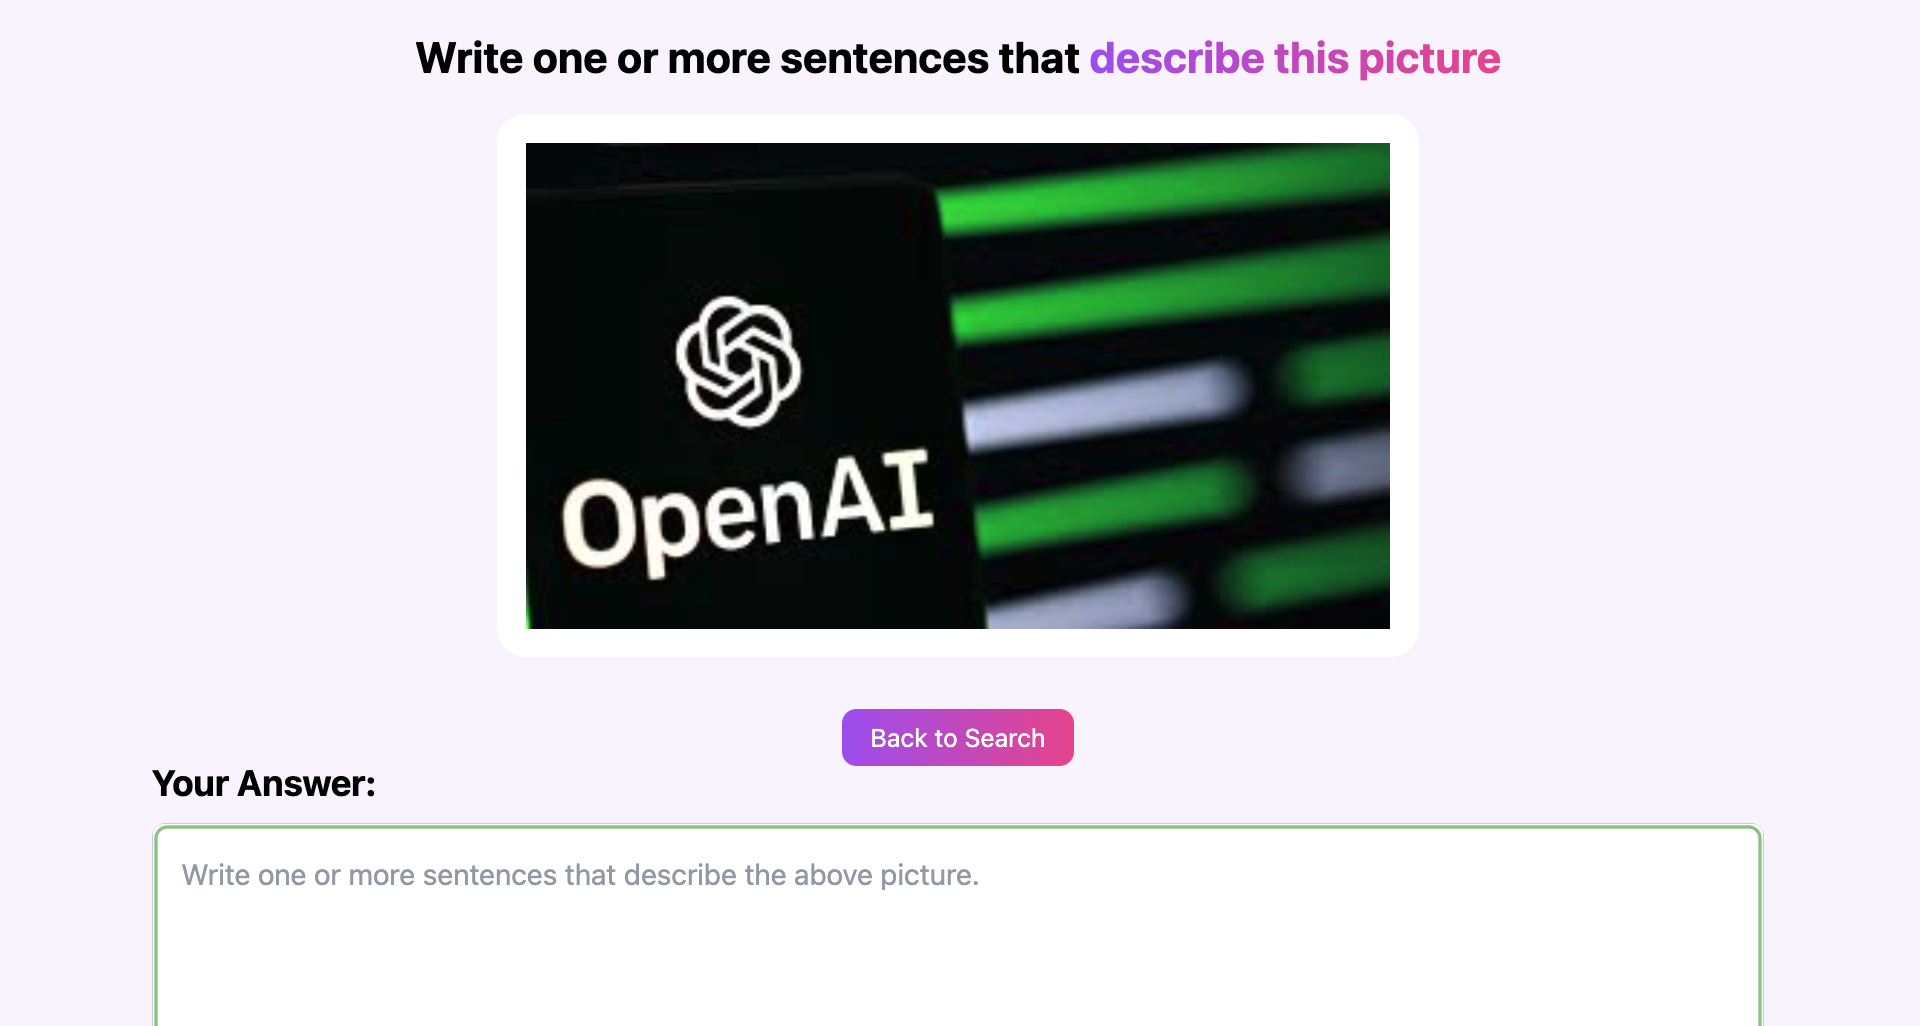 Write one or more sentences that describe this picture
OpenAI
Back to Search
Your Answer:
Write one or more sentences that describe the above picture.